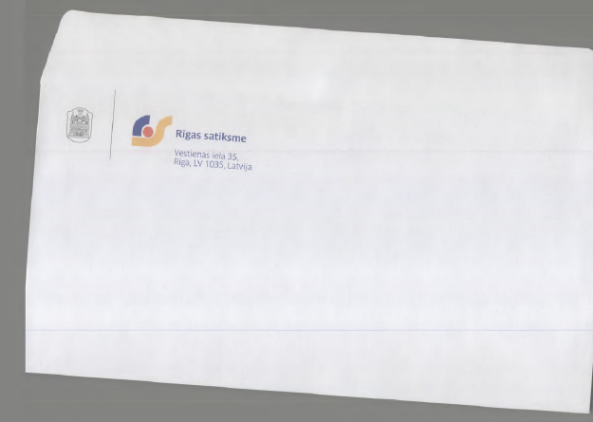 Rīgas satiksme
Vestienas iela 35,
Rīga, LV 1035, Latvija